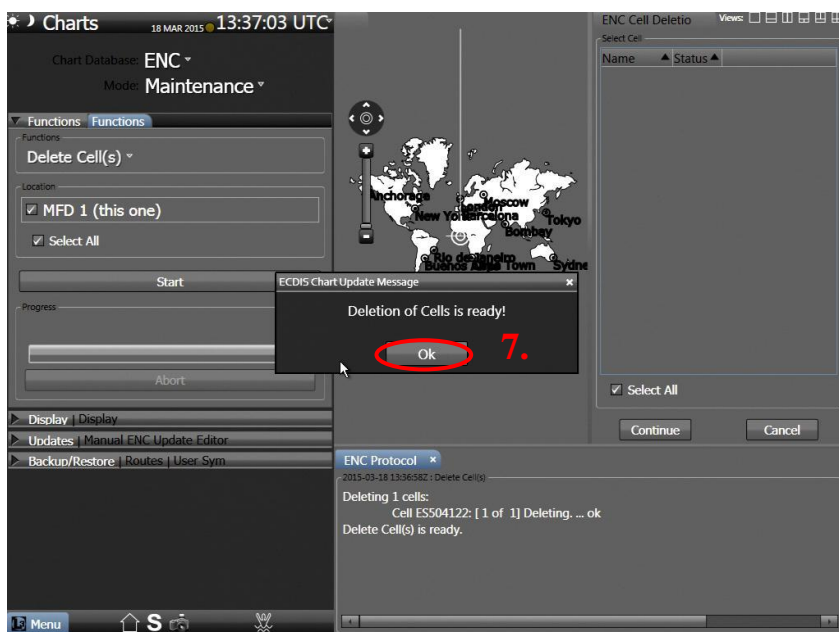 Charts
18 MAR 2015 13:37:03 UTC
Chart Database: ENC
Mode: Maintenance
Functions Functions
Functions
Delete Cell(s)
Location
MFD 1 (this one)
Select All
Start
Progress
Abort
Display | Display
Updates | Manual ENC Update Editor
Backup/Restore | Routes | User Sym
Menu
S
Anchorage
New York
London
Barcelona
Moscow
Bombay
Tokyo
Rio de Janeiro
Buenos Aires
Town
Sydne
ECDIS Chart Update Message
Deletion of Cells is ready!
Ok
7.
ENC Cell Deletio
Views:
Select Cell
Name Status
Select All
Continue Cancel
ENC Protocol
2015-03-18 13:36:58Z : Delete Cell(s)
Deleting 1 cells:
Cell ES504122: [ 1 of 1] Deleting. ... ok
Delete Cell(s) is ready.